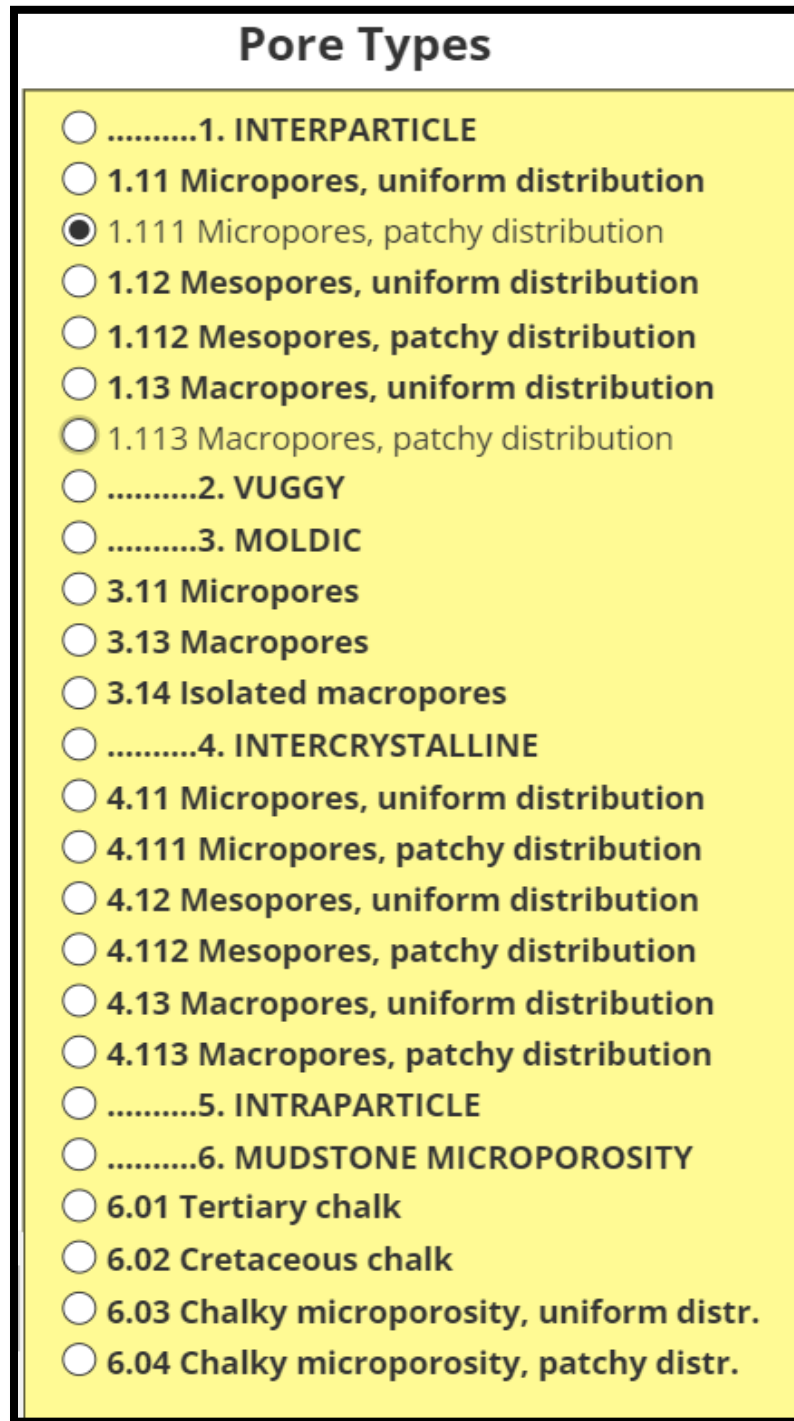 Pore Types
..........1. INTERPARTICLE
1.11 Micropores, uniform distribution
1.111 Micropores, patchy distribution
1.12 Mesopores, uniform distribution
1.112 Mesopores, patchy distribution
1.13 Macropores, uniform distribution
1.113 Macropores, patchy distribution
..........2. VUGGY
..........3. MOLDIC
3.11 Micropores
3.13 Macropores
3.14 Isolated macropores
..........4. INTERCRYSTALLINE
4.11 Micropores, uniform distribution
4.111 Micropores, patchy distribution
4.12 Mesopores, uniform distribution
4.112 Mesopores, patchy distribution
4.13 Macropores, uniform distribution
4.113 Macropores, patchy distribution
..........5. INTRAPARTICLE
..........6. MUDSTONE MICROPOROSITY
6.01 Tertiary chalk
6.02 Cretaceous chalk
6.03 Chalky microporosity, uniform distr.
6.04 Chalky microporosity, patchy distr.